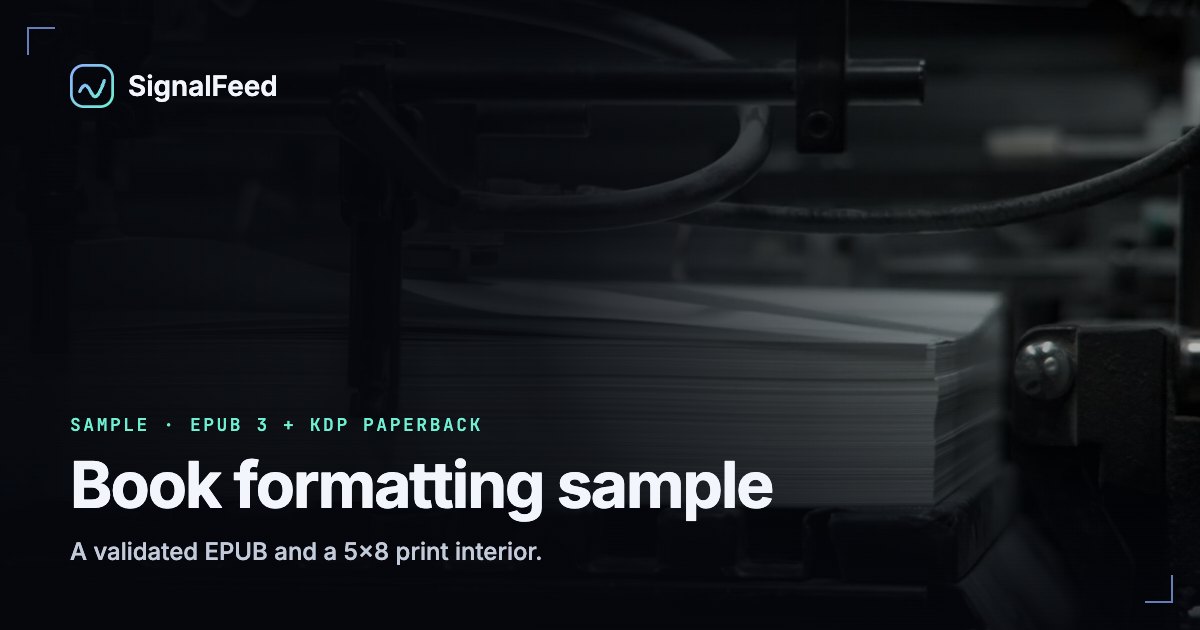 SignalFeed
SAMPLE · EPUB 3 + KDP PAPERBACK
Book formatting sample
A validated EPUB and a 5×8 print interior.